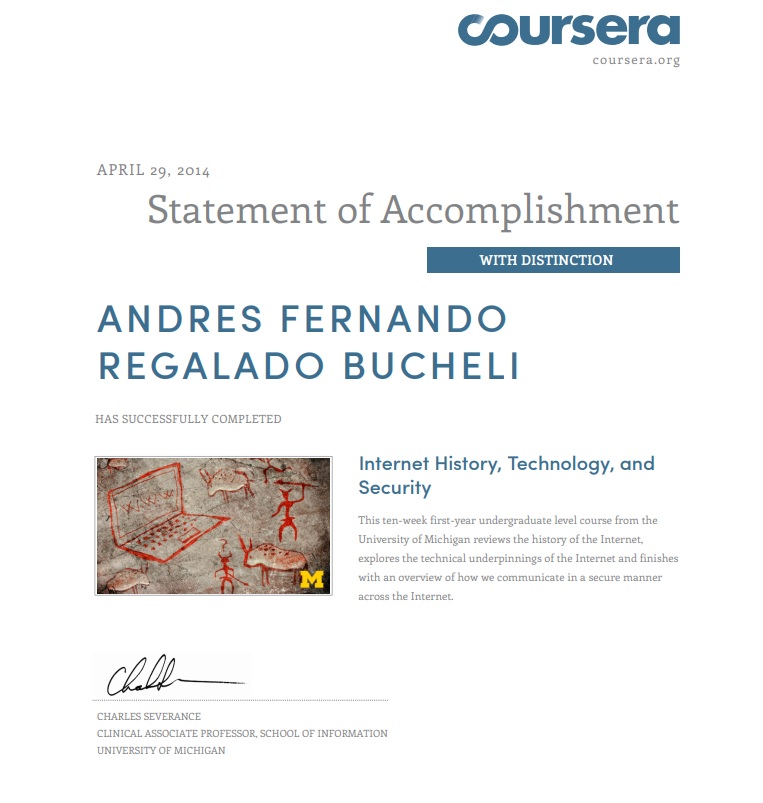 coursera
coursera.org
APRIL 29, 2014
Statement of Accomplishment
WITH DISTINCTION
ANDRES FERNANDO
REGALADO BUCHELI
HAS SUCCESSFULLY COMPLETED
Internet History, Technology, and
Security
This ten-week first-year undergraduate level course from the
University of Michigan reviews the history of the Internet,
explores the technical underpinnings of the Internet and finishes
with an overview of how we communicate in a secure manner
across the Internet.
M
CHARLES SEVERANCE
CLINICAL ASSOCIATE PROFESSOR, SCHOOL OF INFORMATION
UNIVERSITY OF MICHIGAN